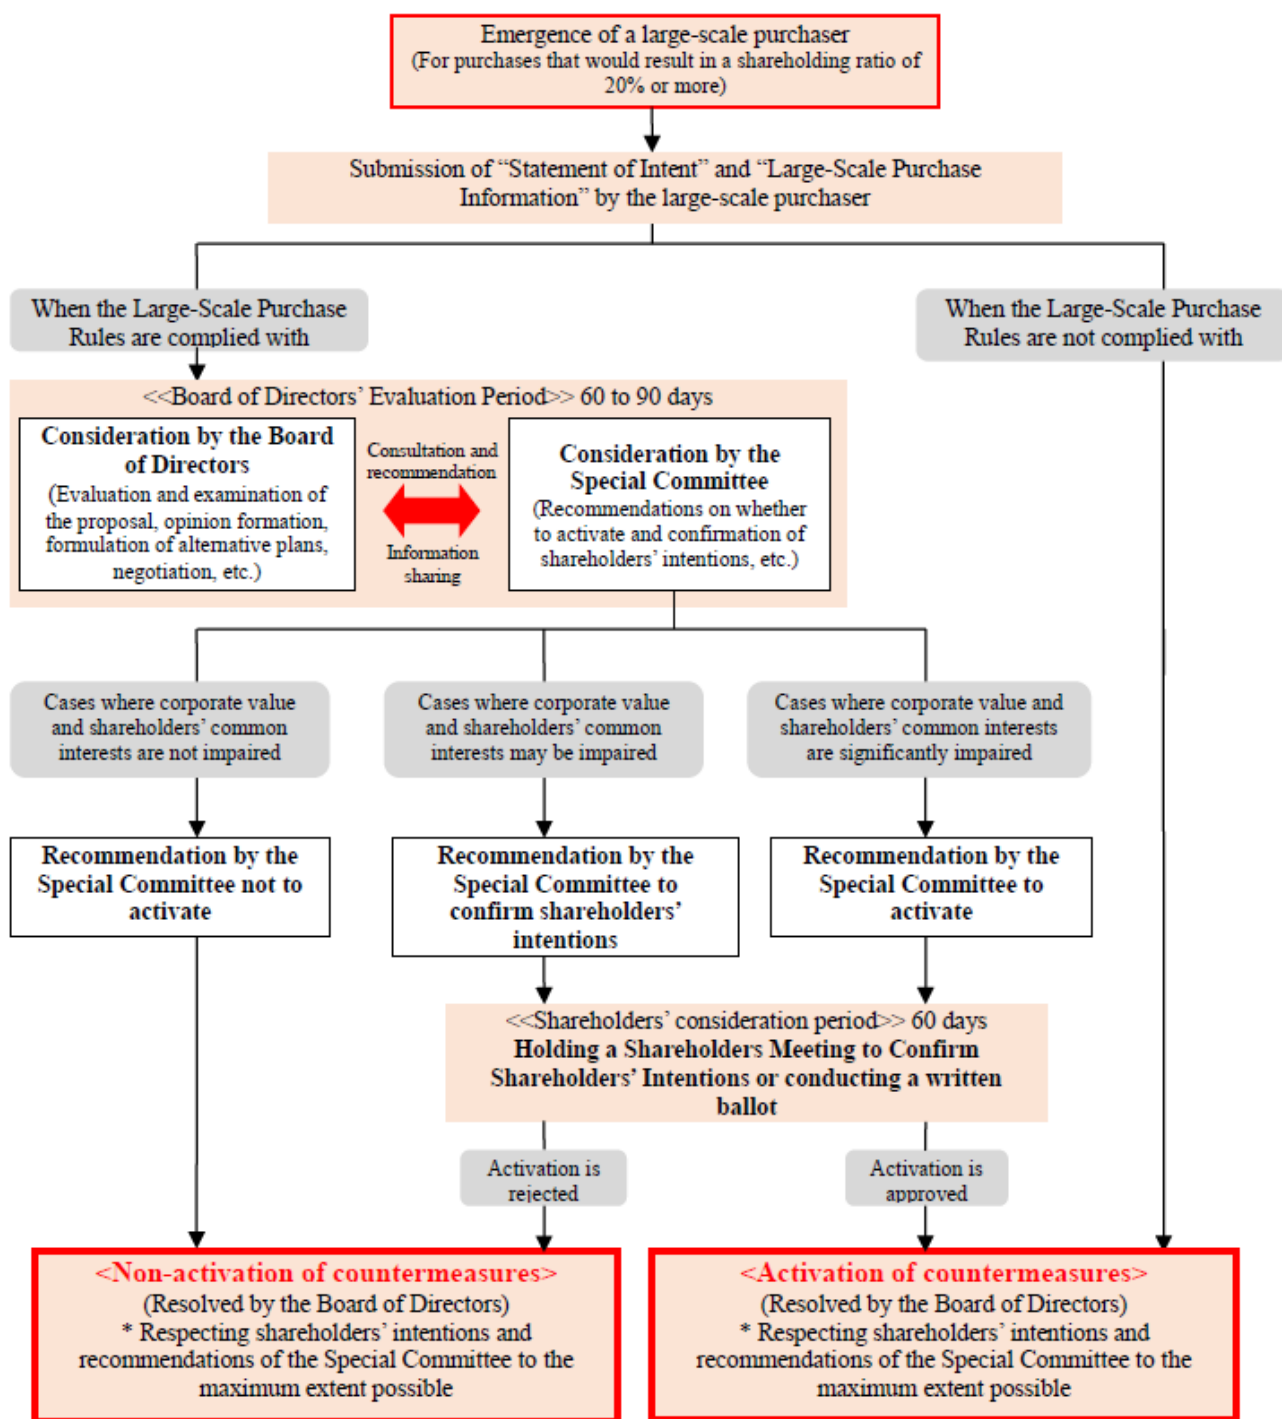 Emergence of a large-scale purchaser
(For purchases that would result in a shareholding ratio of
20% or more)
Submission of “Statement of Intent” and “Large-Scale Purchase
Information” by the large-scale purchaser
When the Large-Scale Purchase
Rules are complied with
When the Large-Scale Purchase
Rules are not complied with
<<Board of Directors’ Evaluation Period>> 60 to 90 days
Consideration by the Board
of Directors
(Evaluation and examination of
the proposal, opinion formation,
formulation of alternative plans,
negotiation, etc.)
Consultation and
recommendation
Information
sharing
Consideration by the
Special Committee
(Recommendations on whether
to activate and confirmation of
shareholders’ intentions, etc.)
Cases where corporate value
and shareholders’ common
interests are not impaired
Cases where corporate value
and shareholders’ common
interests may be impaired
Cases where corporate value and
shareholders’ common interests
are significantly impaired
Recommendation by the
Special Committee not to
activate
Recommendation by the
Special Committee to
confirm shareholders’
intentions
Recommendation by the
Special Committee to
activate
<<Shareholders’ consideration period>> 60 days
Holding a Shareholders Meeting to Confirm
Shareholders’ Intentions or conducting a written
ballot
Activation is
rejected
Activation is
approved
<Non-activation of countermeasures>
(Resolved by the Board of Directors)
* Respecting shareholders’ intentions and
recommendations of the Special Committee to the
maximum extent possible
<Activation of countermeasures>
(Resolved by the Board of Directors)
* Respecting shareholders’ intentions and
recommendations of the Special Committee to the
maximum extent possible